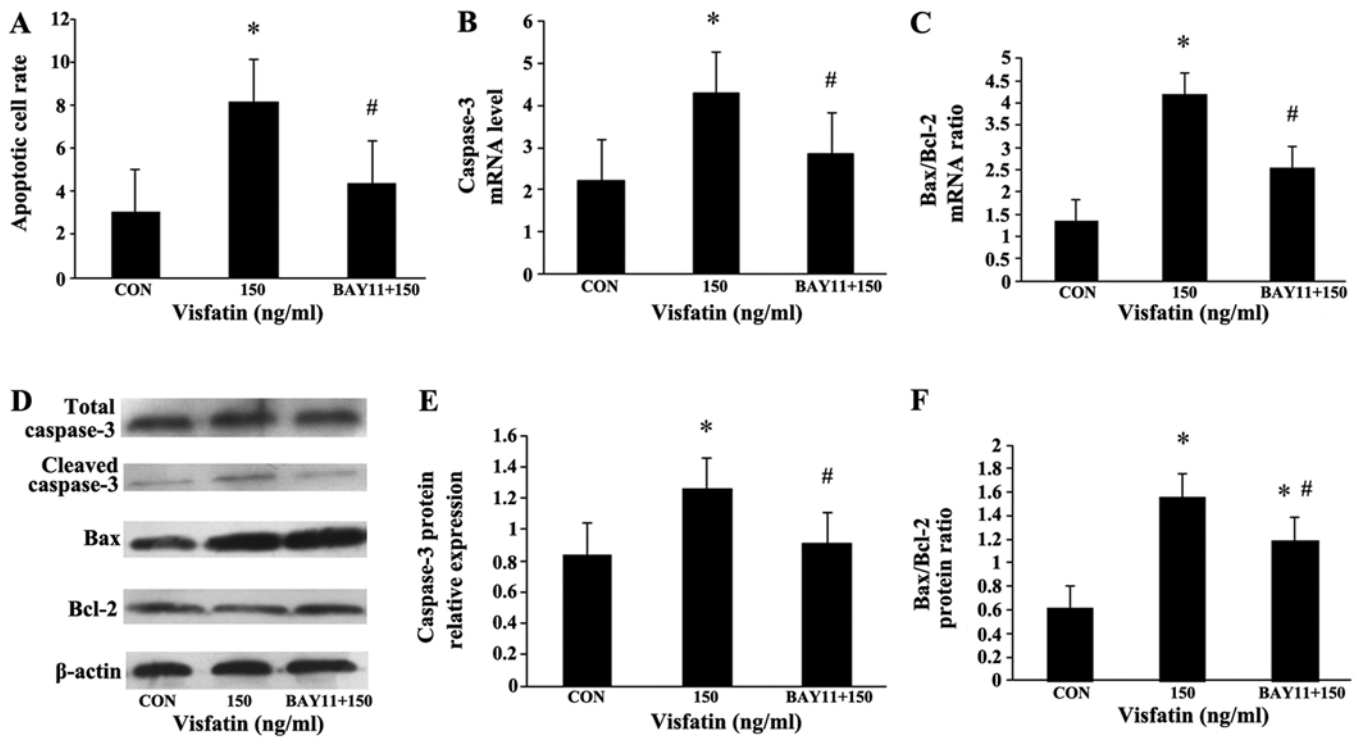 A
12
10
8
6
4
2
0
Apoptotic cell rate
*
#
CON 150 BAY11+150
Visfatin (ng/ml)
B
6
5
4
3
2
1
0
Caspase-3
mRNA level
*
#
CON 150 BAY11+150
Visfatin (ng/ml)
C
5
4.5
4
3.5
3
2.5
2
1.5
1
0.5
0
Bax/Bcl-2
mRNA ratio
*
#
CON 150 BAY11+150
Visfatin (ng/ml)
D
Total
caspase-3
Cleaved
caspase-3
Bax
Bcl-2
β-actin
CON 150 BAY11+150
Visfatin (ng/ml)
E
1.6
1.4
1.2
1
0.8
0.6
0.4
0.2
0
Caspase-3 protein
relative expression
*
#
CON 150 BAY11+150
Visfatin (ng/ml)
F
2
1.8
1.6
1.4
1.2
1
0.8
0.6
0.4
0.2
0
Bax/Bcl-2
protein ratio
*
* #
CON 150 BAY11+150
Visfatin (ng/ml)